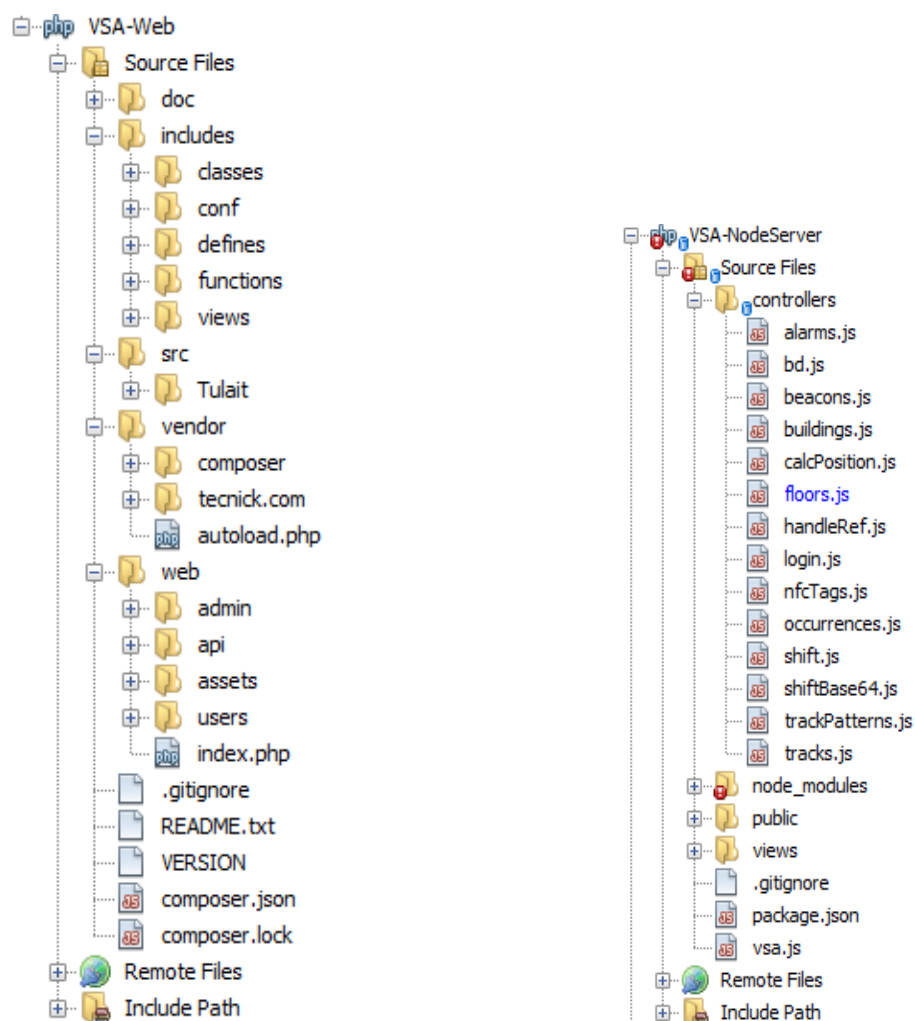 VSA-Web
Source Files
doc
includes
classes
conf
defines
functions
views
src
Tulait
vendor
composer
tecnick.com
autoload.php
web
admin
api
assets
users
index.php
.gitignore
README.txt
VERSION
composer.json
composer.lock
Remote Files
Include Path
VSA-NodeServer
Source Files
controllers
alarms.js
bd.js
beacons.js
buildings.js
calcPosition.js
floors.js
handleRef.js
login.js
nfcTags.js
occurrences.js
shift.js
shiftBase64.js
trackPatterns.js
tracks.js
node_modules
public
views
.gitignore
package.json
vsa.js
Remote Files
Include Path